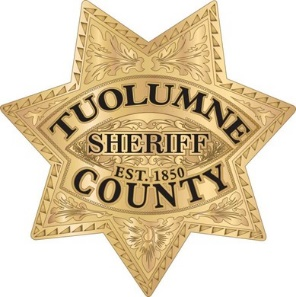 TUOLUMNE
SHERIFF
EST. 1850
COUNTY